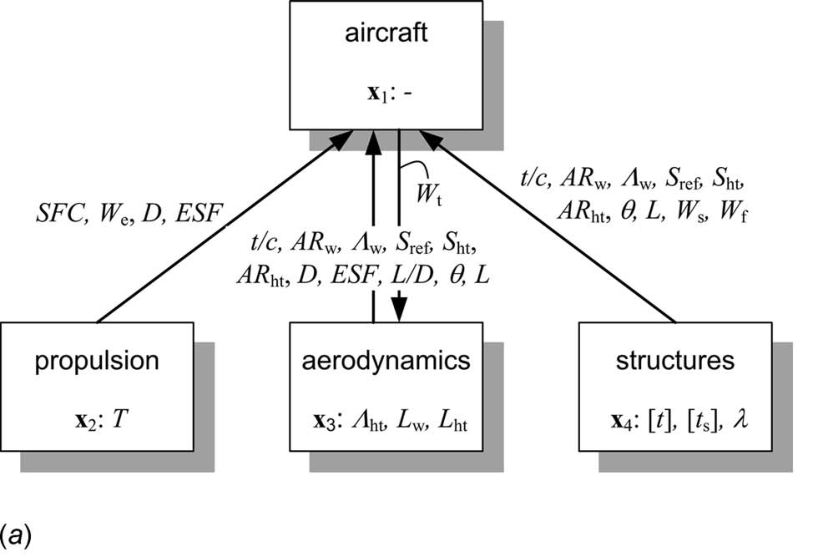 aircraft
x₁: -
t/c, ARw, Λw, Sref, Sht,
ARht, θ, L, Ws, Wf
Wt
SFC, We, D, ESF
t/c, ARw, Λw, Sref, Sht,
ARht, D, ESF, L/D, θ, L
propulsion
x₂: T
aerodynamics
x₃: Λht, Lw, Lht
structures
x₄: [t], [ts], λ
(a)